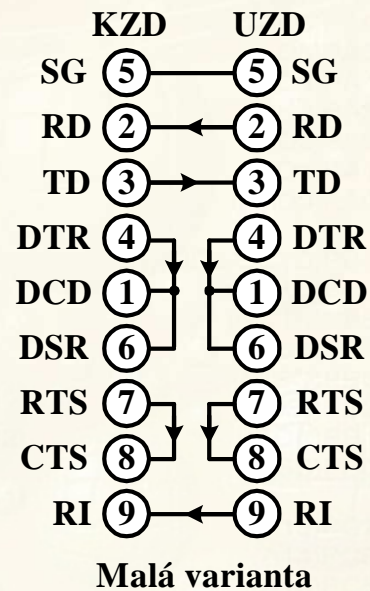 KZD UZD
SG 5 5 SG
RD 2 2 RD
TD 3 3 TD
DTR 4 4 DTR
DCD 1 1 DCD
DSR 6 6 DSR
RTS 7 7 RTS
CTS 8 8 CTS
RI 9 9 RI
Malá varianta